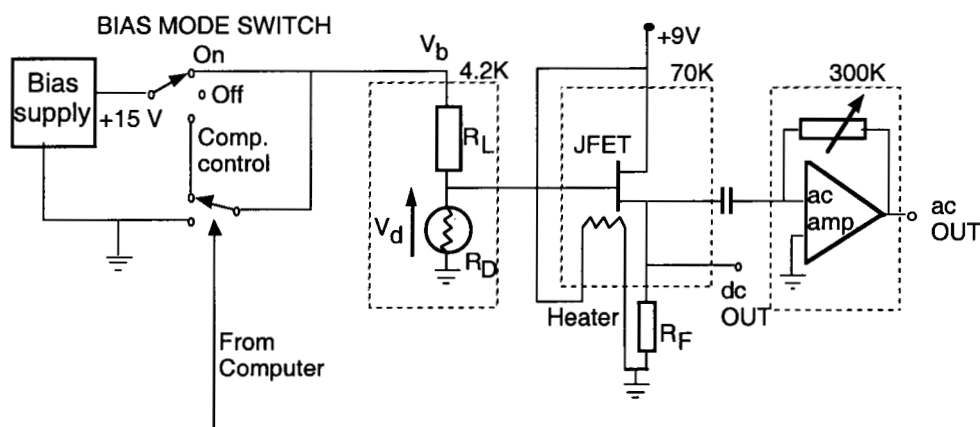 BIAS MODE SWITCH
On
Bias
supply
+15 V
Off
Comp.
control
From
Computer
V_b
4.2K
R_L
V_d
R_D
+9V
70K
JFET
Heater
R_F
dc
OUT
300K
ac
amp
ac
OUT